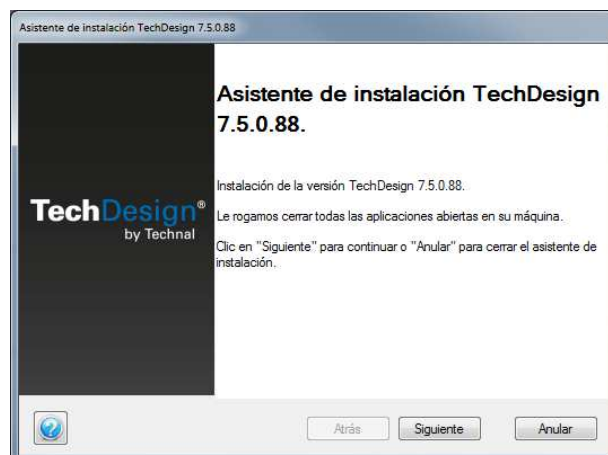 Asistente de instalación TechDesign 7.5.0.88
Asistente de instalación TechDesign
7.5.0.88.
Instalación de la versión TechDesign 7.5.0.88.
TechDesign®
by Technal
Le rogamos cerrar todas las aplicaciones abiertas en su máquina.
Clic en "Siguiente" para continuar o "Anular" para cerrar el asistente de
instalación.
?
Atrás
Siguiente
Anular